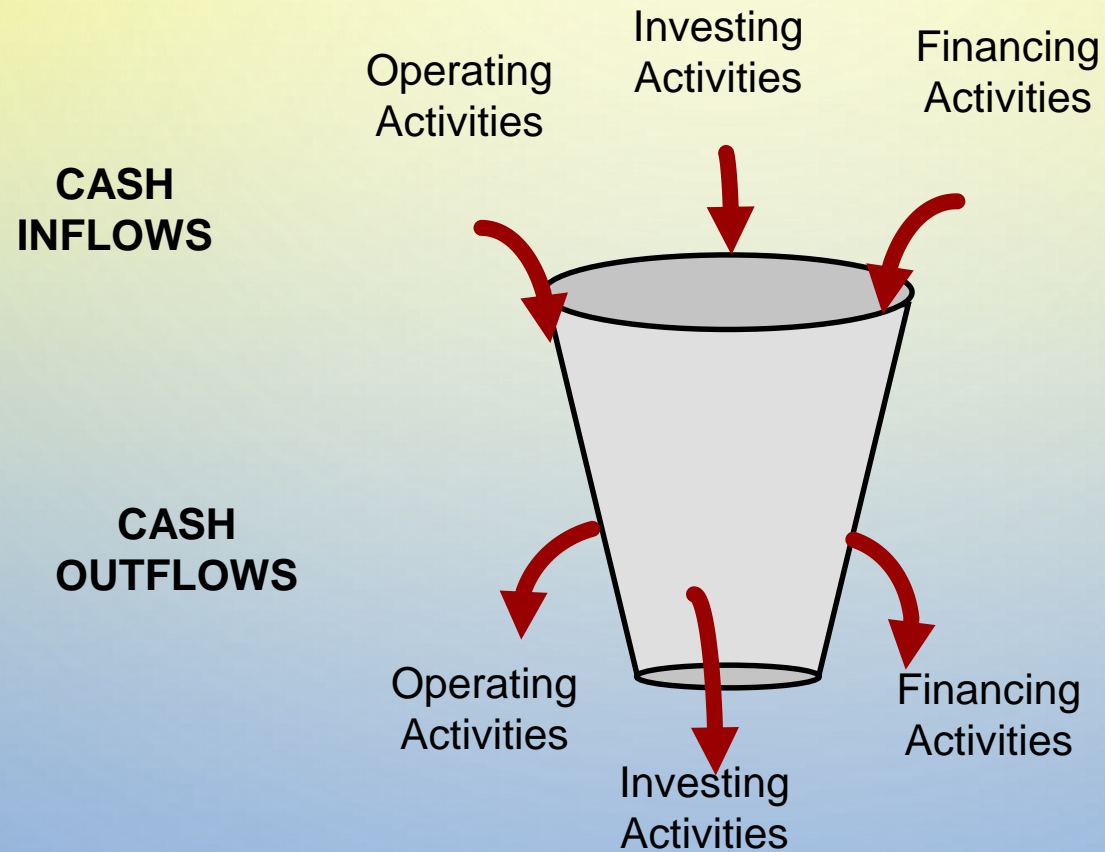 Investing
Activities
Financing
Activities
Operating
Activities
CASH
INFLOWS
CASH
OUTFLOWS
Operating
Activities
Financing
Activities
Investing
Activities